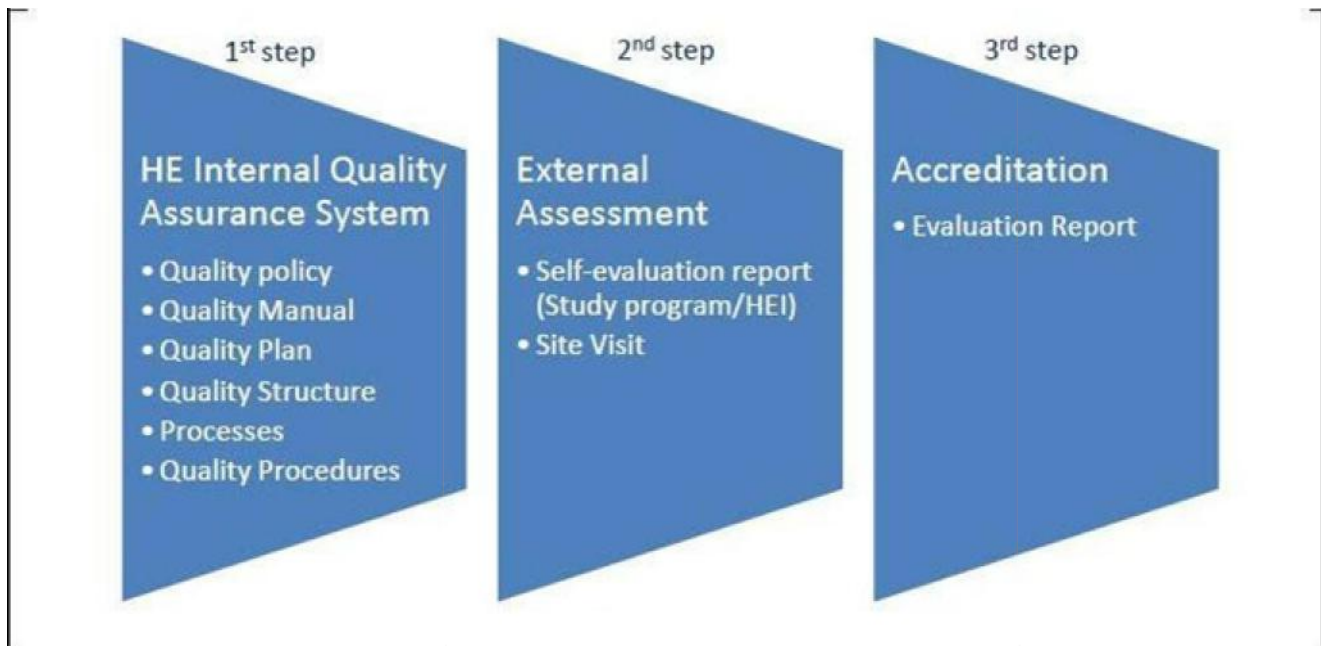 1st step
HE Internal Quality
Assurance System
• Quality policy
• Quality Manual
• Quality Plan
• Quality Structure
• Processes
• Quality Procedures
2nd step
External
Assessment
• Self-evaluation report
(Study program/HEI)
• Site Visit
3rd step
Accreditation
• Evaluation Report